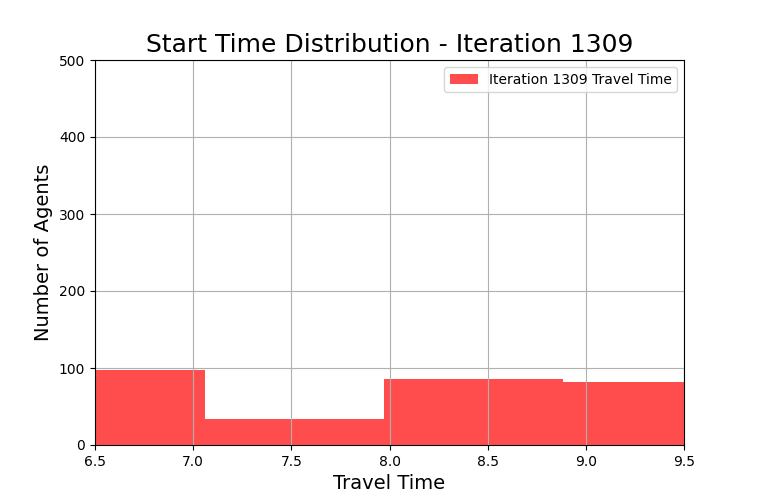 Start Time Distribution - Iteration 1309
500
400
300
200
100
0
Number of Agents
Iteration 1309 Travel Time
6.5 7.0 7.5 8.0 8.5 9.0 9.5
Travel Time